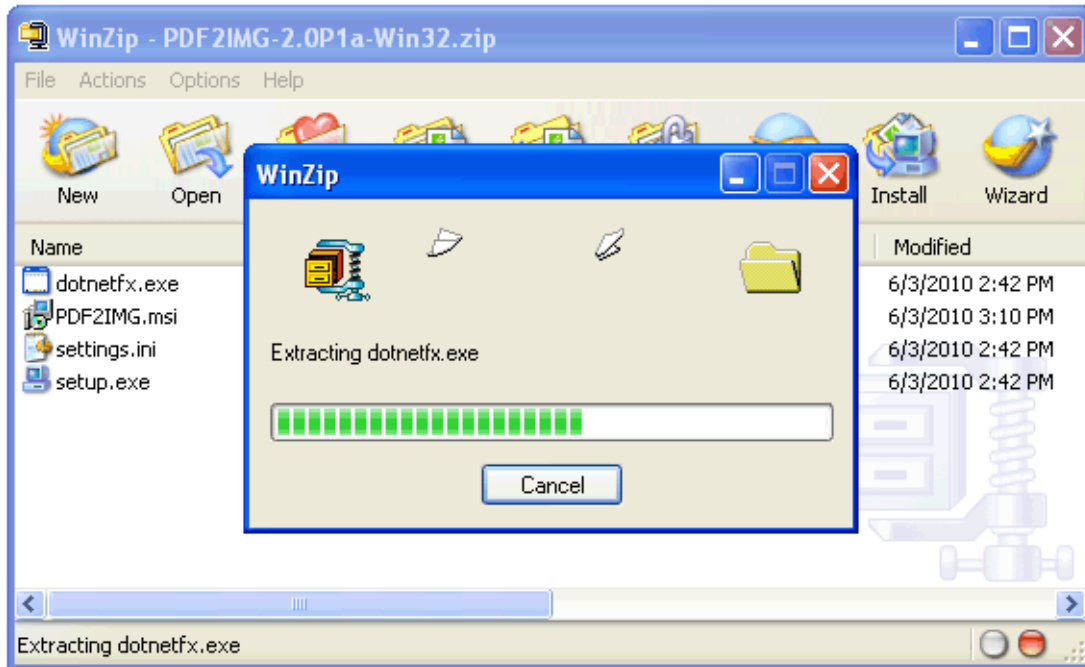 WinZip - PDF2IMG-2.0P1a-Win32.zip
File Actions Options Help
New Open Install Wizard
WinZip
Name Modified
dotnetfx.exe 6/3/2010 2:42 PM
PDF2IMG.msi 6/3/2010 3:10 PM
settings.ini 6/3/2010 2:42 PM
setup.exe 6/3/2010 2:42 PM
Extracting dotnetfx.exe
Cancel
Extracting dotnetfx.exe